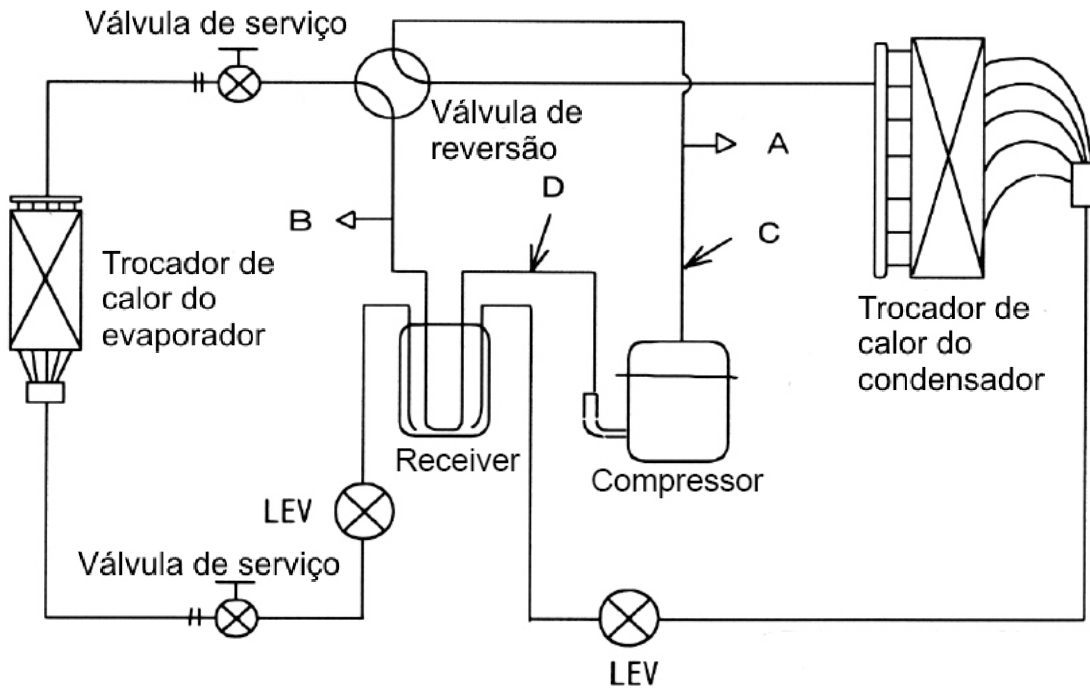 Válvula de serviço
Válvula de
reversão
A
D
B
C
Trocador de
calor do
evaporador
Trocador de
calor do
condensador
Receiver
Compressor
LEV
Válvula de serviço
LEV